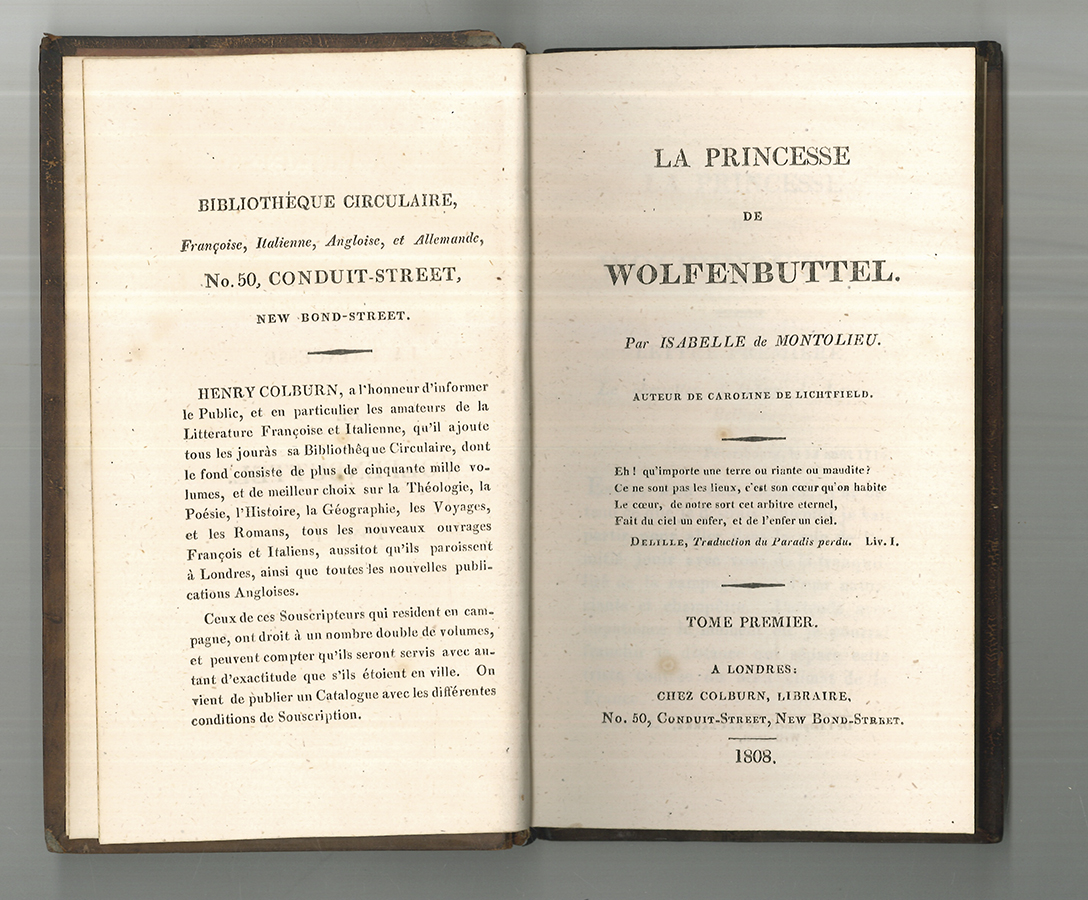 BIBLIOTHÈQUE CIRCULAIRE,
Françoise, Italienne, Angloise, et Allemande,
No. 50, CONDUIT-STREET,
NEW BOND-STREET.
HENRY COLBURN, a l'honneur d'informer
le Public, et en particulier les amateurs de la
Litterature Françoise et Italienne, qu'il ajoute
tous les jouràs sa Bibliothêque Circulaire, dont
le fond consiste de plus de cinquante mille vo-
lumes, et de meilleur choix sur la Théologie, la
Poésie, l'Histoire, la Géographie, les Voyages,
et les Romans, tous les nouveaux ouvrages
François et Italiens, aussitot qu'ils paroissent
à Londres, ainsi que toutes les nouvelles publi-
cations Angloises.
Ceux de ces Souscripteurs qui resident en cam-
pagne, ont droit à un nombre double de volumes,
et peuvent compter qu'ils seront servis avec au-
tant d'exactitude que s'ils étoient en ville. On
vient de publier un Catalogue avec les différentes
conditions de Souscription.
LA PRINCESSE
DE
WOLFENBUTTEL.
Par ISABELLE de MONTOLIEU.
AUTEUR DE CAROLINE DE LICHTFIELD.
Eh! qu'importe une terre ou riante ou maudite?
Ce ne sont pas les lieux, c'est son cœur qu'on habite
Le cœur, de notre sort cet arbitre eternel,
Fait du ciel un enfer, et de l'enfer un ciel.
DELILLE, Traduction du Paradis perdu. Liv. I.
TOME PREMIER.
A LONDRES:
CHEZ COLBURN, LIBRAIRE,
No. 50, CONDUIT-STREET, NEW BOND-STREET.
1808.